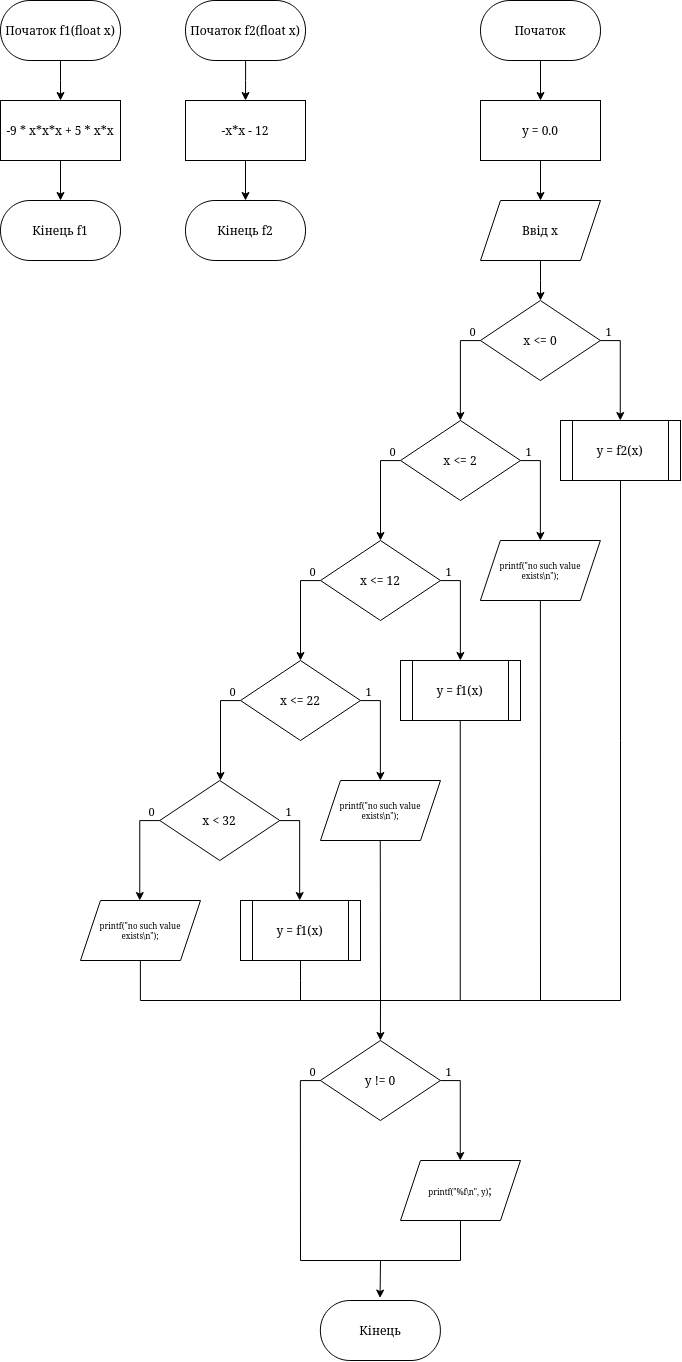 Початок f1(float x)
Початок f2(float x)
Початок
-9 * x*x*x + 5 * x*x
-x*x - 12
y = 0.0
Кінець f1
Кінець f2
Ввід x
x <= 0
0
1
x <= 2
0
1
y = f2(x)
x <= 12
0
1
printf("no such value
exists\n");
x <= 22
0
1
y = f1(x)
x < 32
0
1
printf("no such value
exists\n");
printf("no such value
exists\n");
y = f1(x)
y != 0
0
1
printf("%f\n", y);
Кінець